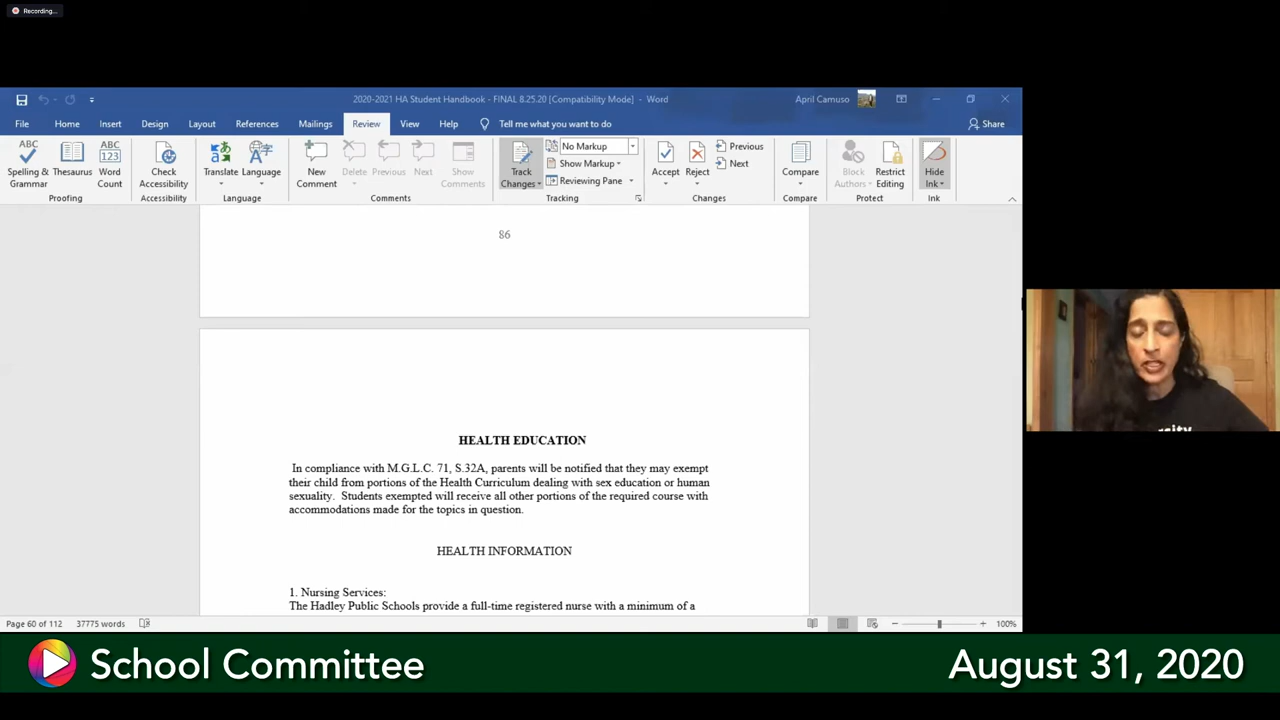 Recording...
2020-2021 HA Student Handbook - FINAL 8.25.20 [Compatibility Mode] - Word
April Camuso
File Home Insert Design Layout References Mailings Review View Help Tell me what you want to do Share
ABC Spelling & Grammar
Thesaurus
ABC 123 Word Count
Proofing
Check Accessibility
Accessibility
Translate
Language
Language
New Comment
Delete
Previous
Next
Show Comments
Comments
Track Changes
No Markup
Show Markup
Reviewing Pane
Tracking
Accept
Reject
Previous
Next
Changes
Compare
Compare
Block Authors
Restrict Editing
Protect
Hide Ink
Ink
86
HEALTH EDUCATION
In compliance with M.G.L.C. 71, S.32A, parents will be notified that they may exempt
their child from portions of the Health Curriculum dealing with sex education or human
sexuality. Students exempted will receive all other portions of the required course with
accommodations made for the topics in question.
HEALTH INFORMATION
1. Nursing Services:
The Hadley Public Schools provide a full-time registered nurse with a minimum of a
Page 60 of 112 37775 words
100%
School Committee
August 31, 2020